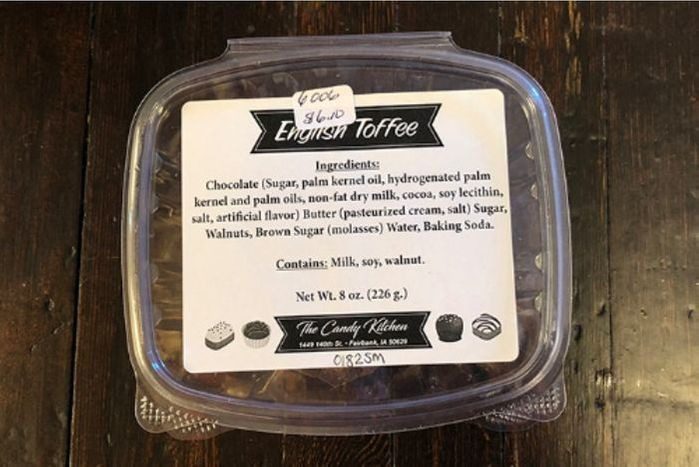 6006
$6.10
English Toffee
Ingredients:
Chocolate (Sugar, palm kernel oil, hydrogenated palm
kernel and palm oils, non-fat dry milk, cocoa, soy lecithin,
salt, artificial flavor) Butter (pasteurized cream, salt) Sugar,
Walnuts, Brown Sugar (molasses) Water, Baking Soda.
Contains: Milk, soy, walnut.
Net Wt. 8 oz. (226 g.)
The Candy Kitchen
1449 140th St. - Fairbank, IA 50629
0182SM